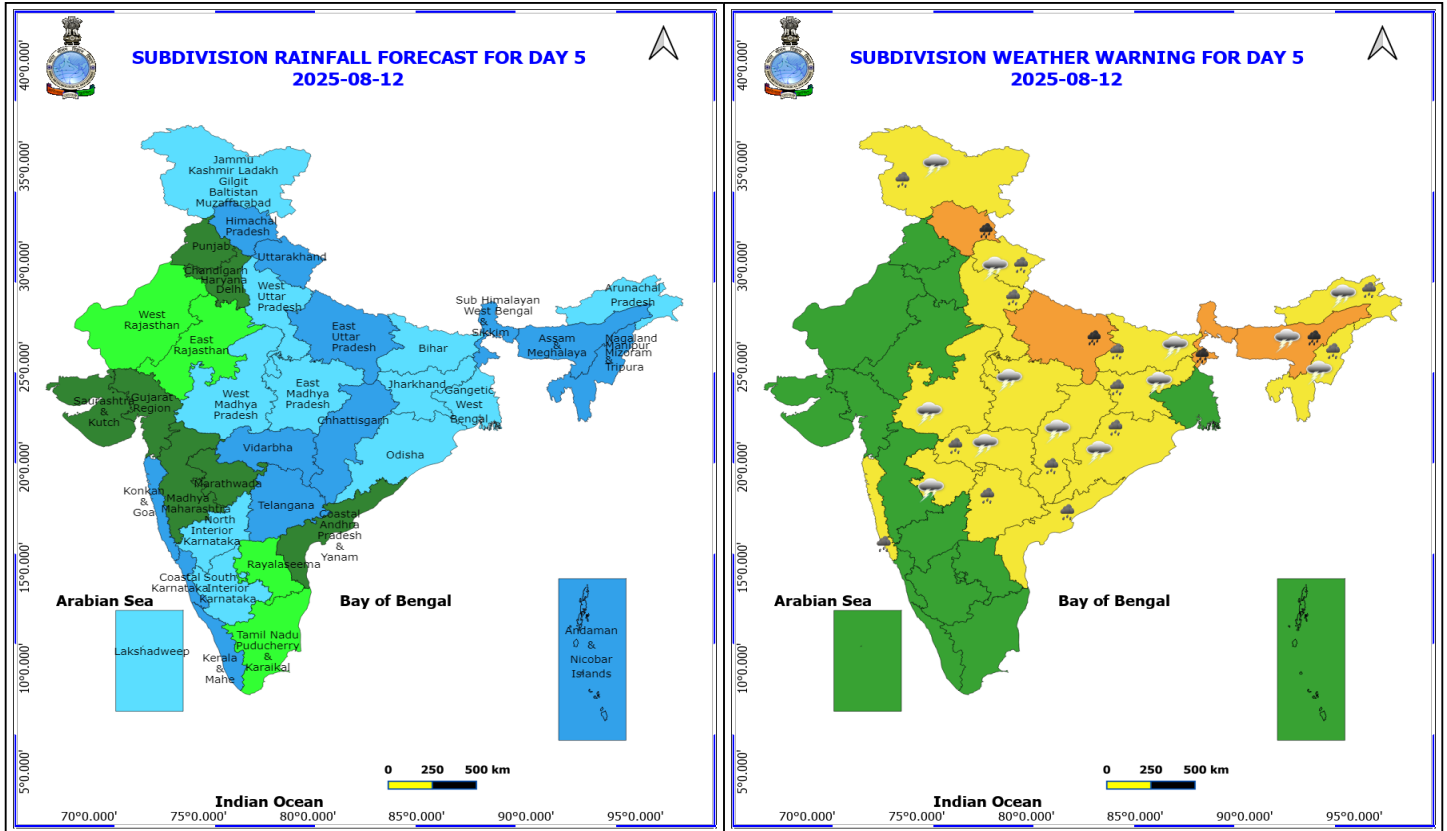 SUBDIVISION RAINFALL FORECAST FOR DAY 5
2025-08-12
40°0.000'
35°0.000'
30°0.000'
25°0.000'
20°0.000'
15°0.000'
10°0.000'
5°0.000'
Jammu
Kashmir Ladakh
Gilgit
Baltistan
Muzaffarabad
Himachal
Pradesh
Punjab
Uttarakhand
Chandigarh
Haryana
Delhi
West
Uttar
Pradesh
West
Rajasthan
East
Rajasthan
East
Uttar
Pradesh
Sub Himalayan
West Bengal
&
Sikkim
Arunachal
Pradesh
Assam
&
Meghalaya
Nagaland
Manipur
Mizoram
&
Tripura
Bihar
Jharkhand
Gangetic
West
Bengal
Saurashtra
&
Kutch
Gujarat
Region
West
Madhya
Pradesh
East
Madhya
Pradesh
Chhattisgarh
Vidarbha
Odisha
Konkan
&
Goa
Madhya
Maharashtra
Marathwada
Telangana
North
Interior
Karnataka
Coastal
Andhra
Pradesh
&
Yanam
Rayalaseema
Coastal
Karnataka
South
Interior
Karnataka
Arabian Sea
Bay of Bengal
Lakshadweep
Kerala
&
Mahe
Tamil Nadu
Puducherry
&
Karaikal
Andaman
&
Nicobar
Islands
0 250 500 km
Indian Ocean
70°0.000' 75°0.000' 80°0.000' 85°0.000' 90°0.000' 95°0.000'
SUBDIVISION WEATHER WARNING FOR DAY 5
2025-08-12
40°0.000'
35°0.000'
30°0.000'
25°0.000'
20°0.000'
15°0.000'
10°0.000'
5°0.000'
Arabian Sea
Bay of Bengal
0 250 500 km
Indian Ocean
70°0.000' 75°0.000' 80°0.000' 85°0.000' 90°0.000' 95°0.000'